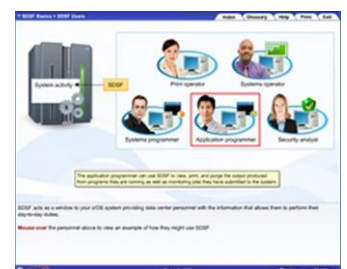 SDSF Basics > SDSF Users
Index Glossary Help Print Exit
Print operator
Systems operator
System activity
SDSF
Systems programmer
Application programmer
Security analyst
The application programmer can use SDSF to view, print, and purge the output produced
from programs they are running as well as monitoring jobs they have submitted to the system.
SDSF acts as a window to your z/OS system providing data center personnel with the information that allows them to perform their
day-to-day duties.
Mouse-over the personnel above to view an example of how they might use SDSF.